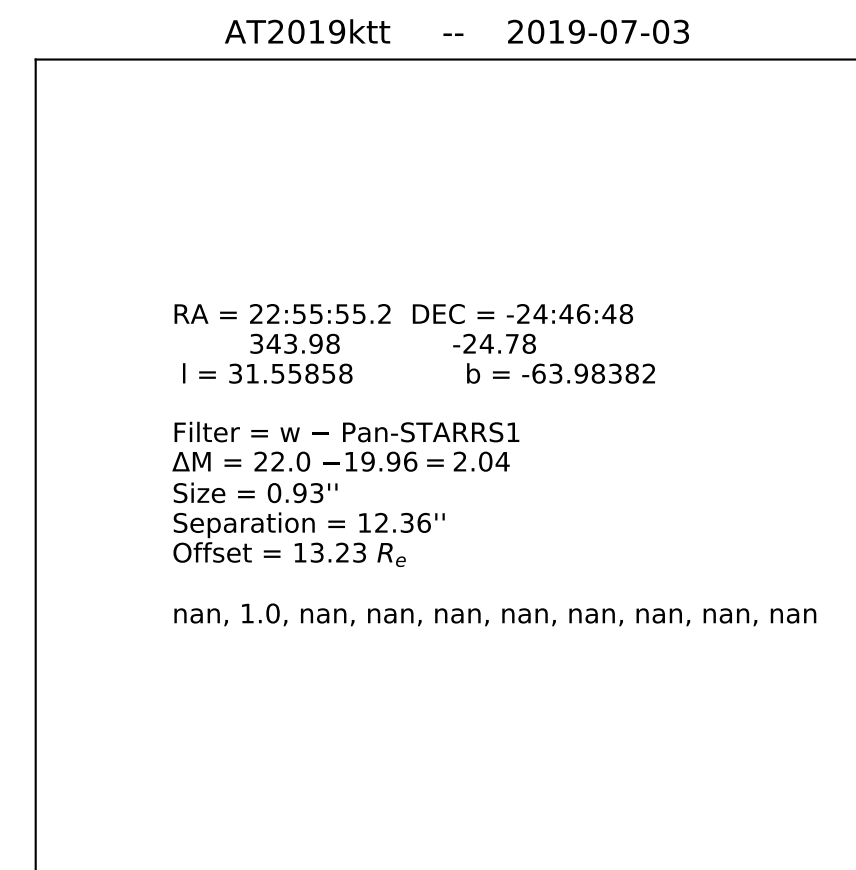 AT2019ktt -- 2019-07-03
RA = 22:55:55.2 DEC = -24:46:48
343.98 -24.78
l = 31.55858 b = -63.98382
Filter = w − Pan-STARRS1
ΔM = 22.0 −19.96 = 2.04
Size = 0.93''
Separation = 12.36''
Offset = 13.23 Rₑ
nan, 1.0, nan, nan, nan, nan, nan, nan, nan, nan